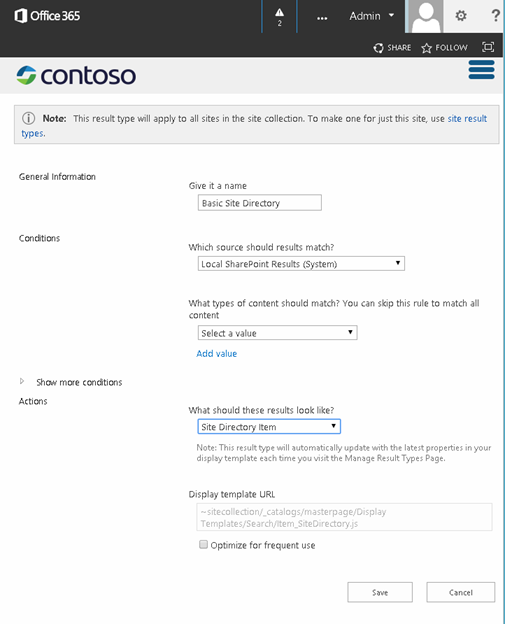 Office 365
2
...
Admin
?
SHARE
FOLLOW
contoso
Note: This result type will apply to all sites in the site collection. To make one for just this site, use site result
types.
General Information
Give it a name
Basic Site Directory
Conditions
Which source should results match?
Local SharePoint Results (System)
What types of content should match? You can skip this rule to match all
content
Select a value
Add value
Show more conditions
Actions
What should these results look like?
Site Directory Item
Note: This result type will automatically update with the latest properties in your
display template each time you visit the Manage Result Types Page.
Display template URL
~sitecollection/_catalogs/masterpage/Display
Templates/Search/Item_SiteDirectory.js
Optimize for frequent use
Save
Cancel